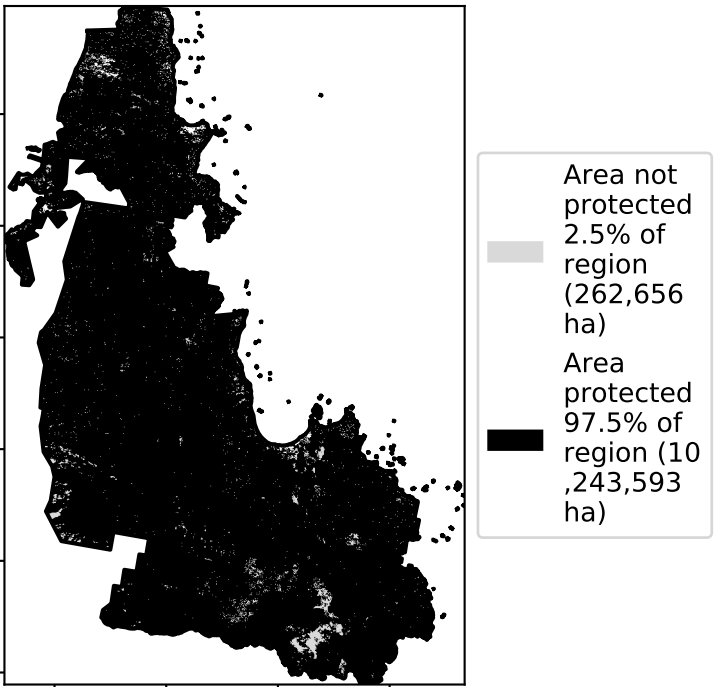 Area not
protected
2.5% of
region
(262,656
ha)
Area
protected
97.5% of
region (10
,243,593
ha)